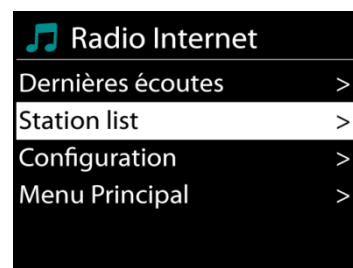 Radio Internet
Dernières écoutes >
Station list >
Configuration >
Menu Principal >